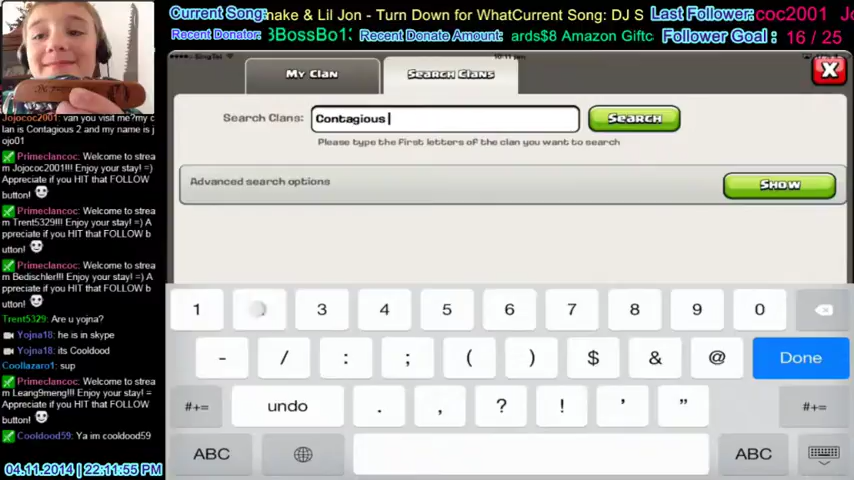 Current Song: hake & Lil Jon - Turn Down for WhatCurrent Song: DJ S Last Follower: coc2001 Jo
Recent Donator: BBossBo1 Recent Donate Amount: ards$8 Amazon Giftc Follower Goal : 16 / 25
SingTel 10:11 pm
My Clan Search Clans X
Search Clans: Contagious Search
Please type the First letters of the clan you want to search
Advanced search options Show
Jojococ2001: van you visit me?my c
lan is Contagious 2 and my name is j
ojo01
Primeclancoc: Welcome to strea
m Jojococ2001!!! Enjoy your stay! =)
Appreciate if you HIT that FOLLOW
button!
Primeclancoc: Welcome to strea
m Trent5329!!! Enjoy your stay! =) A
ppreciate if you HIT that FOLLOW b
utton!
Primeclancoc: Welcome to strea
m Bedischler!!! Enjoy your stay! =) A
ppreciate if you HIT that FOLLOW b
utton!
Trent5329: Are u yojna?
Yojna18: he is in skype
Yojna18: its Cooldood
Coollazaro1: sup
Primeclancoc: Welcome to strea
m Leang9meng!!! Enjoy your stay! =
Appreciate if you HIT that FOLLOW
button!
Cooldood59: Ya im cooldood59
04.11.2014 22:11:55 PM
1 3 4 5 6 7 8 9 0
- / : ; ( ) $ & @ Done
#+= undo . , ? ! ' " #+=
ABC ABC